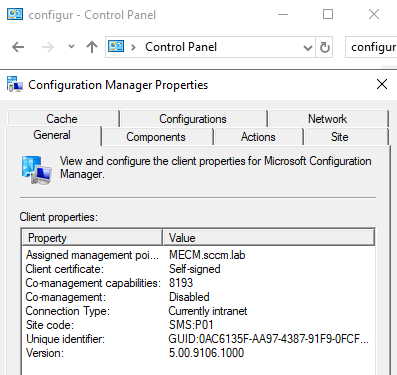 configur - Control Panel
Control Panel
configur
Configuration Manager Properties
Cache Configurations Network
General Components Actions Site
View and configure the client properties for Microsoft Configuration
Manager.
Client properties:
Property Value
Assigned management poi... MECM.sccm.lab
Client certificate: Self-signed
Co-management capabilities: 8193
Co-management: Disabled
Connection Type: Currently intranet
Site code: SMS:P01
Unique identifier: GUID:0AC6135F-AA97-4387-91F9-0FCF...
Version: 5.00.9106.1000